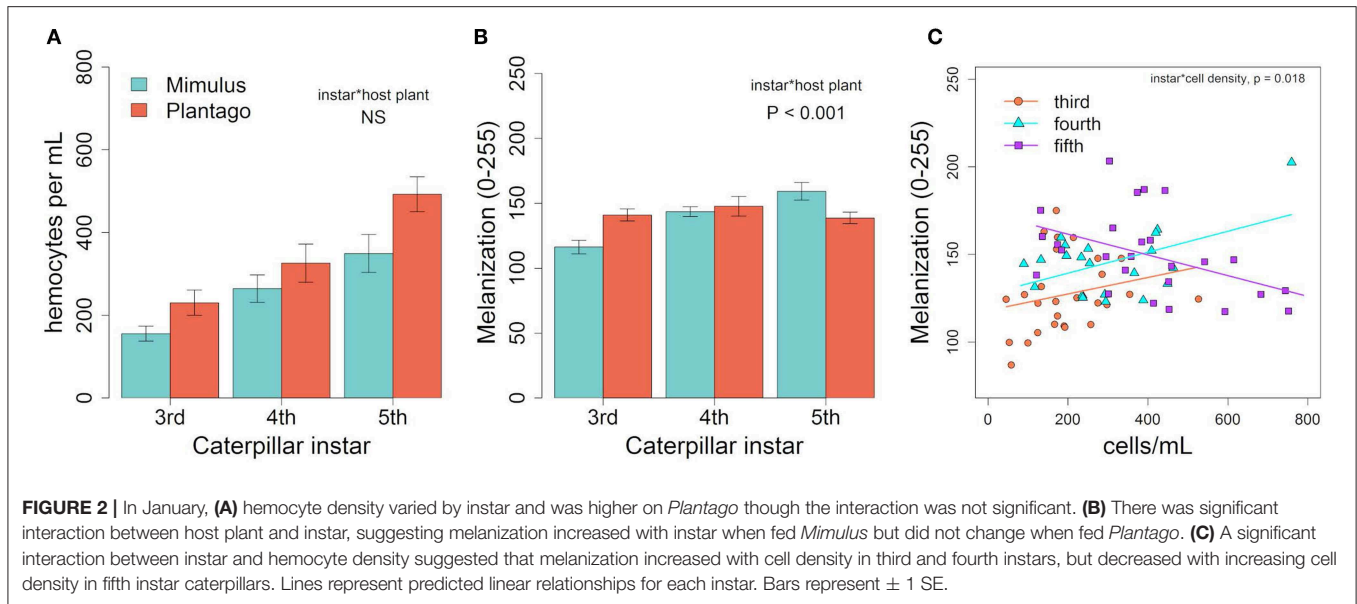 A
800
600
400
200
0
hemocytes per mL
Mimulus
Plantago
instar*host plant
NS
3rd 4th 5th
Caterpillar instar
B
250
200
150
100
50
0
Melanization (0-255)
instar*host plant
P < 0.001
3rd 4th 5th
Caterpillar instar
C
250
200
150
100
Melanization (0-255)
instar*cell density, p = 0.018
third
fourth
fifth
0 200 400 600 800
cells/mL
FIGURE 2 | In January, (A) hemocyte density varied by instar and was higher on Plantago though the interaction was not significant. (B) There was significant
interaction between host plant and instar, suggesting melanization increased with instar when fed Mimulus but did not change when fed Plantago. (C) A significant
interaction between instar and hemocyte density suggested that melanization increased with cell density in third and fourth instars, but decreased with increasing cell
density in fifth instar caterpillars. Lines represent predicted linear relationships for each instar. Bars represent ± 1 SE.